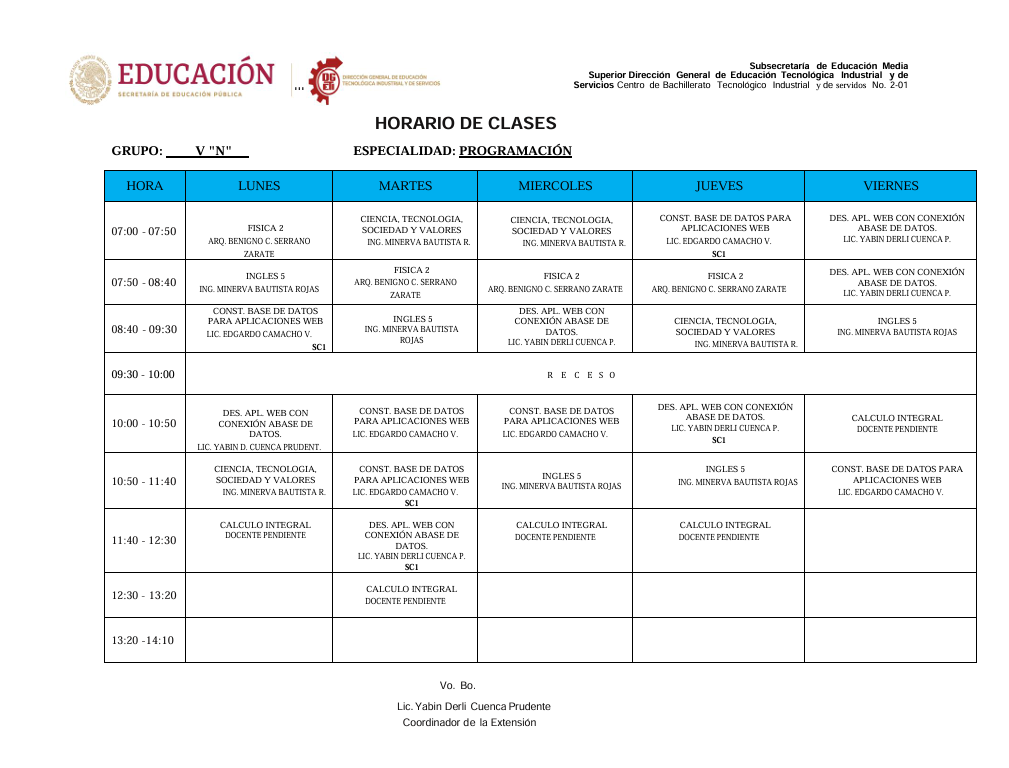 EDUCACIÓN
SECRETARÍA DE EDUCACIÓN PÚBLICA
...
DIRECCIÓN GENERAL DE EDUCACIÓN
TECNOLÓGICA INDUSTRIAL Y DE SERVICIOS
Subsecretaría de Educación Media
Superior Dirección General de Educación Tecnológica Industrial y de
Servicios Centro de Bachillerato Tecnológico Industrial y de servidos No. 2-01
HORARIO DE CLASES
GRUPO: V "N" ESPECIALIDAD: PROGRAMACIÓN
HORA LUNES MARTES MIERCOLES JUEVES VIERNES
07:00 - 07:50
FISICA 2
ARQ. BENIGNO C. SERRANO
ZARATE
CIENCIA, TECNOLOGIA,
SOCIEDAD Y VALORES
ING. MINERVA BAUTISTA R.
CIENCIA, TECNOLOGIA,
SOCIEDAD Y VALORES
ING. MINERVA BAUTISTA R.
CONST. BASE DE DATOS PARA
APLICACIONES WEB
LIC. EDGARDO CAMACHO V.
SC1
DES. APL. WEB CON CONEXIÓN
ABASE DE DATOS.
LIC. YABIN DERLI CUENCA P.
07:50 - 08:40
INGLES 5
ING. MINERVA BAUTISTA ROJAS
FISICA 2
ARQ. BENIGNO C. SERRANO
ZARATE
FISICA 2
ARQ. BENIGNO C. SERRANO ZARATE
FISICA 2
ARQ. BENIGNO C. SERRANO ZARATE
DES. APL. WEB CON CONEXIÓN
ABASE DE DATOS.
LIC. YABIN DERLI CUENCA P.
08:40 - 09:30
CONST. BASE DE DATOS
PARA APLICACIONES WEB
LIC. EDGARDO CAMACHO V.
SC1
INGLES 5
ING. MINERVA BAUTISTA
ROJAS
DES. APL. WEB CON
CONEXIÓN ABASE DE
DATOS.
LIC. YABIN DERLI CUENCA P.
CIENCIA, TECNOLOGIA,
SOCIEDAD Y VALORES
ING. MINERVA BAUTISTA R.
INGLES 5
ING. MINERVA BAUTISTA ROJAS
09:30 - 10:00
R E C E S O
10:00 - 10:50
DES. APL. WEB CON
CONEXIÓN ABASE DE
DATOS.
LIC. YABIN D. CUENCA PRUDENT.
CONST. BASE DE DATOS
PARA APLICACIONES WEB
LIC. EDGARDO CAMACHO V.
CONST. BASE DE DATOS
PARA APLICACIONES WEB
LIC. EDGARDO CAMACHO V.
DES. APL. WEB CON CONEXIÓN
ABASE DE DATOS.
LIC. YABIN DERLI CUENCA P.
SC1
CALCULO INTEGRAL
DOCENTE PENDIENTE
10:50 - 11:40
CIENCIA, TECNOLOGIA,
SOCIEDAD Y VALORES
ING. MINERVA BAUTISTA R.
CONST. BASE DE DATOS
PARA APLICACIONES WEB
LIC. EDGARDO CAMACHO V.
SC1
INGLES 5
ING. MINERVA BAUTISTA ROJAS
INGLES 5
ING. MINERVA BAUTISTA ROJAS
CONST. BASE DE DATOS PARA
APLICACIONES WEB
LIC. EDGARDO CAMACHO V.
11:40 - 12:30
CALCULO INTEGRAL
DOCENTE PENDIENTE
DES. APL. WEB CON
CONEXIÓN ABASE DE
DATOS.
LIC. YABIN DERLI CUENCA P.
SC1
CALCULO INTEGRAL
DOCENTE PENDIENTE
CALCULO INTEGRAL
DOCENTE PENDIENTE
12:30 - 13:20
CALCULO INTEGRAL
DOCENTE PENDIENTE
13:20 -14:10
Vo. Bo.
Lic. Yabin Derli Cuenca Prudente
Coordinador de la Extensión